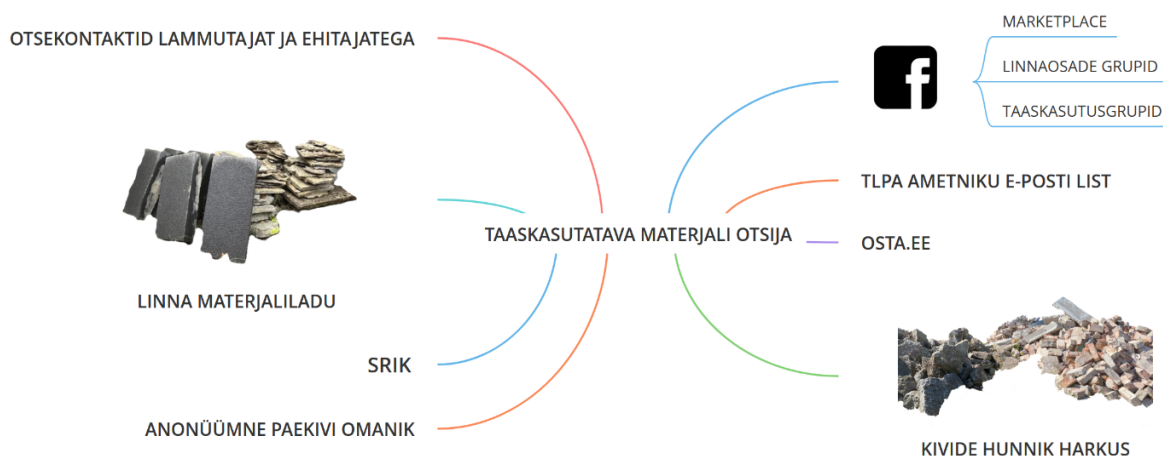 OTSEKONTAKTID LAMMUTAJAT JA EHITAJATEGA
LINNA MATERJALILADU
SRIK
ANONÜÜMNE PAEKIVI OMANIK
TAASKASUTATAVA MATERJALI OTSIJA
MARKETPLACE
LINNAOSADE GRUPID
TAASKASUTUSGRUPID
TLPA AMETNIKU E-POSTI LIST
OSTA.EE
KIVIDE HUNNIK HARKUS